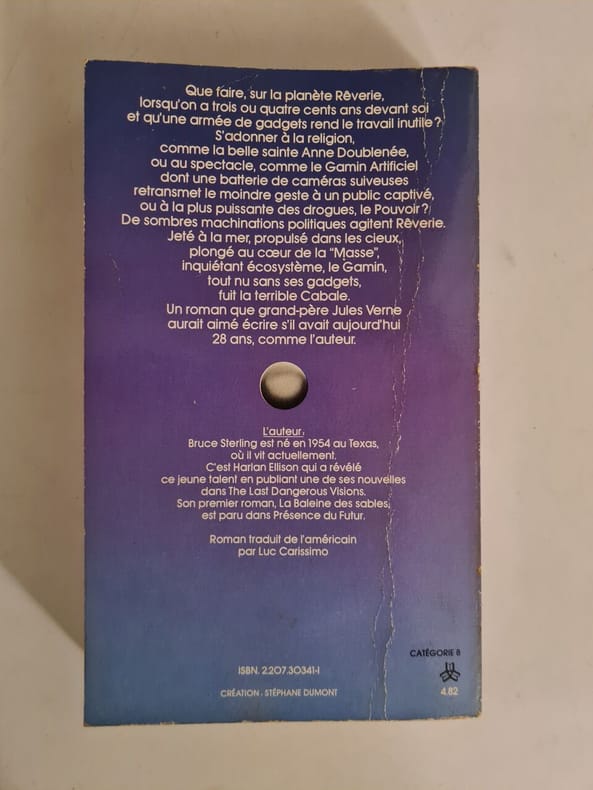 Que faire, sur la planète Rêverie,
lorsqu'on a trois ou quatre cents ans devant soi
et qu'une armée de gadgets rend le travail inutile ?
S'adonner à la religion,
comme la belle sainte Anne Doublenée,
ou au spectacle, comme le Gamin Artificiel
dont une batterie de caméras suiveuses
retransmet le moindre geste à un public captivé,
ou à la plus puissante des drogues, le Pouvoir ?
De sombres machinations politiques agitent Rêverie.
Jeté à la mer, propulsé dans les cieux,
plongé au cœur de la "Masse",
inquiétant écosystème, le Gamin,
tout nu sans ses gadgets,
fuit la terrible Cabale.
Un roman que grand-père Jules Verne
aurait aimé écrire s'il avait aujourd'hui
28 ans, comme l'auteur.
L'auteur :
Bruce Sterling est né en 1954 au Texas,
où il vit actuellement.
C'est Harlan Ellison qui a révélé
ce jeune talent en publiant une de ses nouvelles
dans The Last Dangerous Visions.
Son premier roman, La Baleine des sables,
est paru dans Présence du Futur.
Roman traduit de l'américain
par Luc Carissimo
CATÉGORIE 8
ISBN. 2.207.30341-1
4.82
CRÉATION : STÉPHANE DUMONT